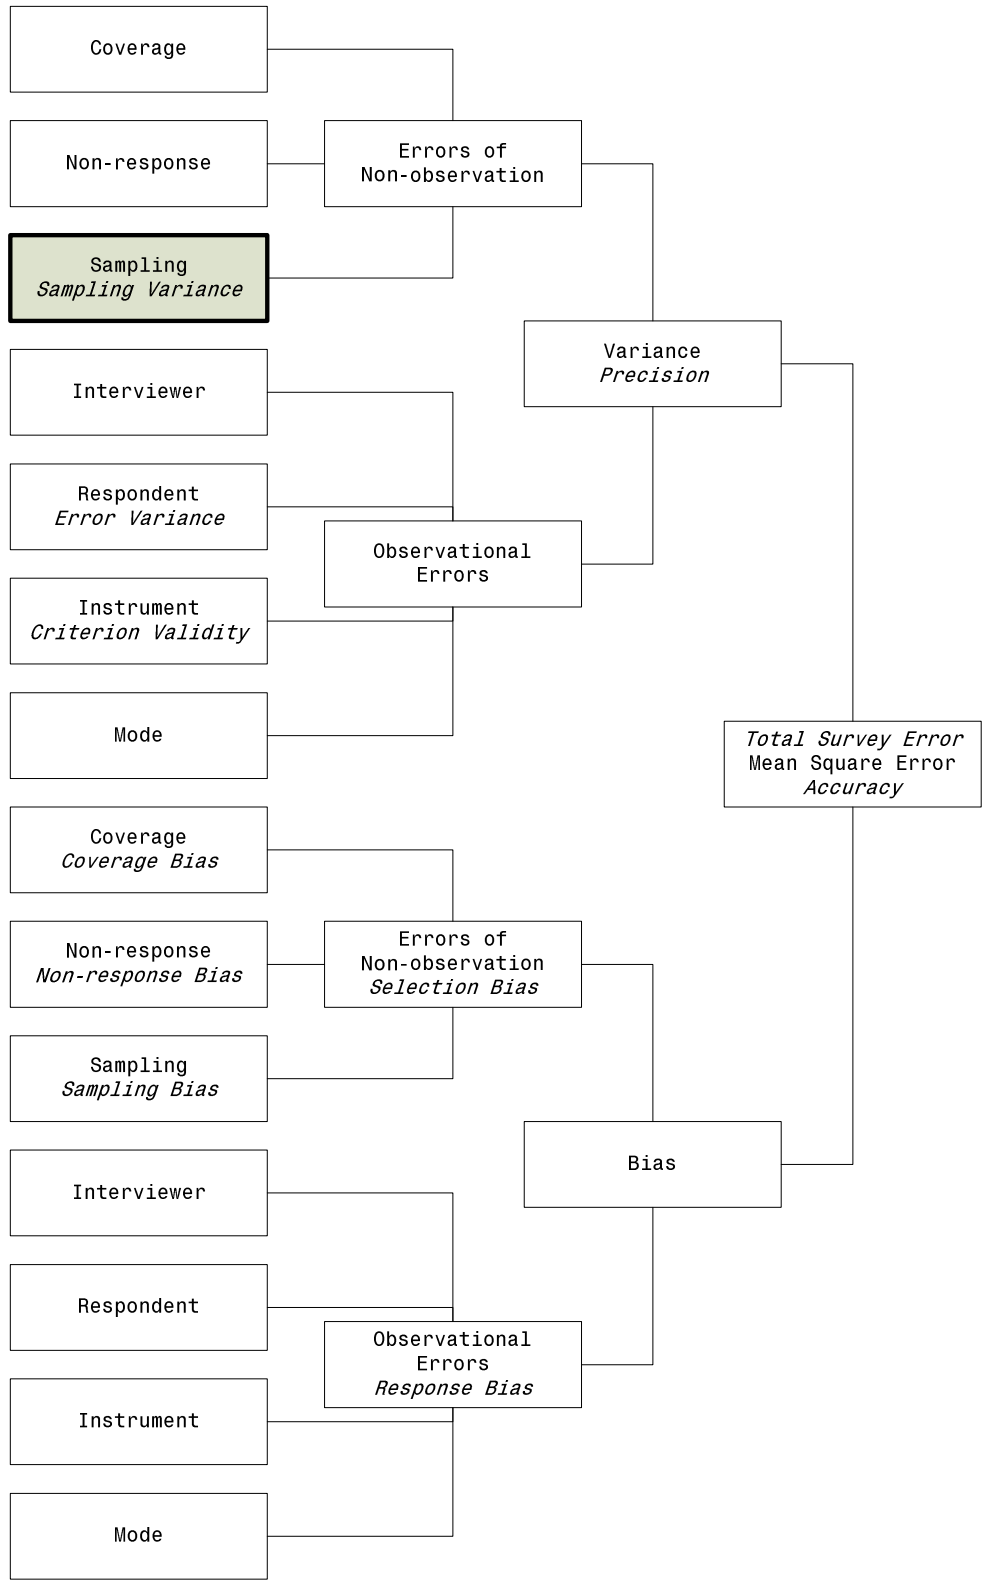 Coverage
Non-response
Errors of
Non-observation
Sampling
Sampling Variance
Variance
Precision
Interviewer
Respondent
Error Variance
Observational
Errors
Instrument
Criterion Validity
Mode
Total Survey Error
Mean Square Error
Accuracy
Coverage
Coverage Bias
Non-response
Non-response Bias
Errors of
Non-observation
Selection Bias
Sampling
Sampling Bias
Bias
Interviewer
Respondent
Observational
Errors
Response Bias
Instrument
Mode